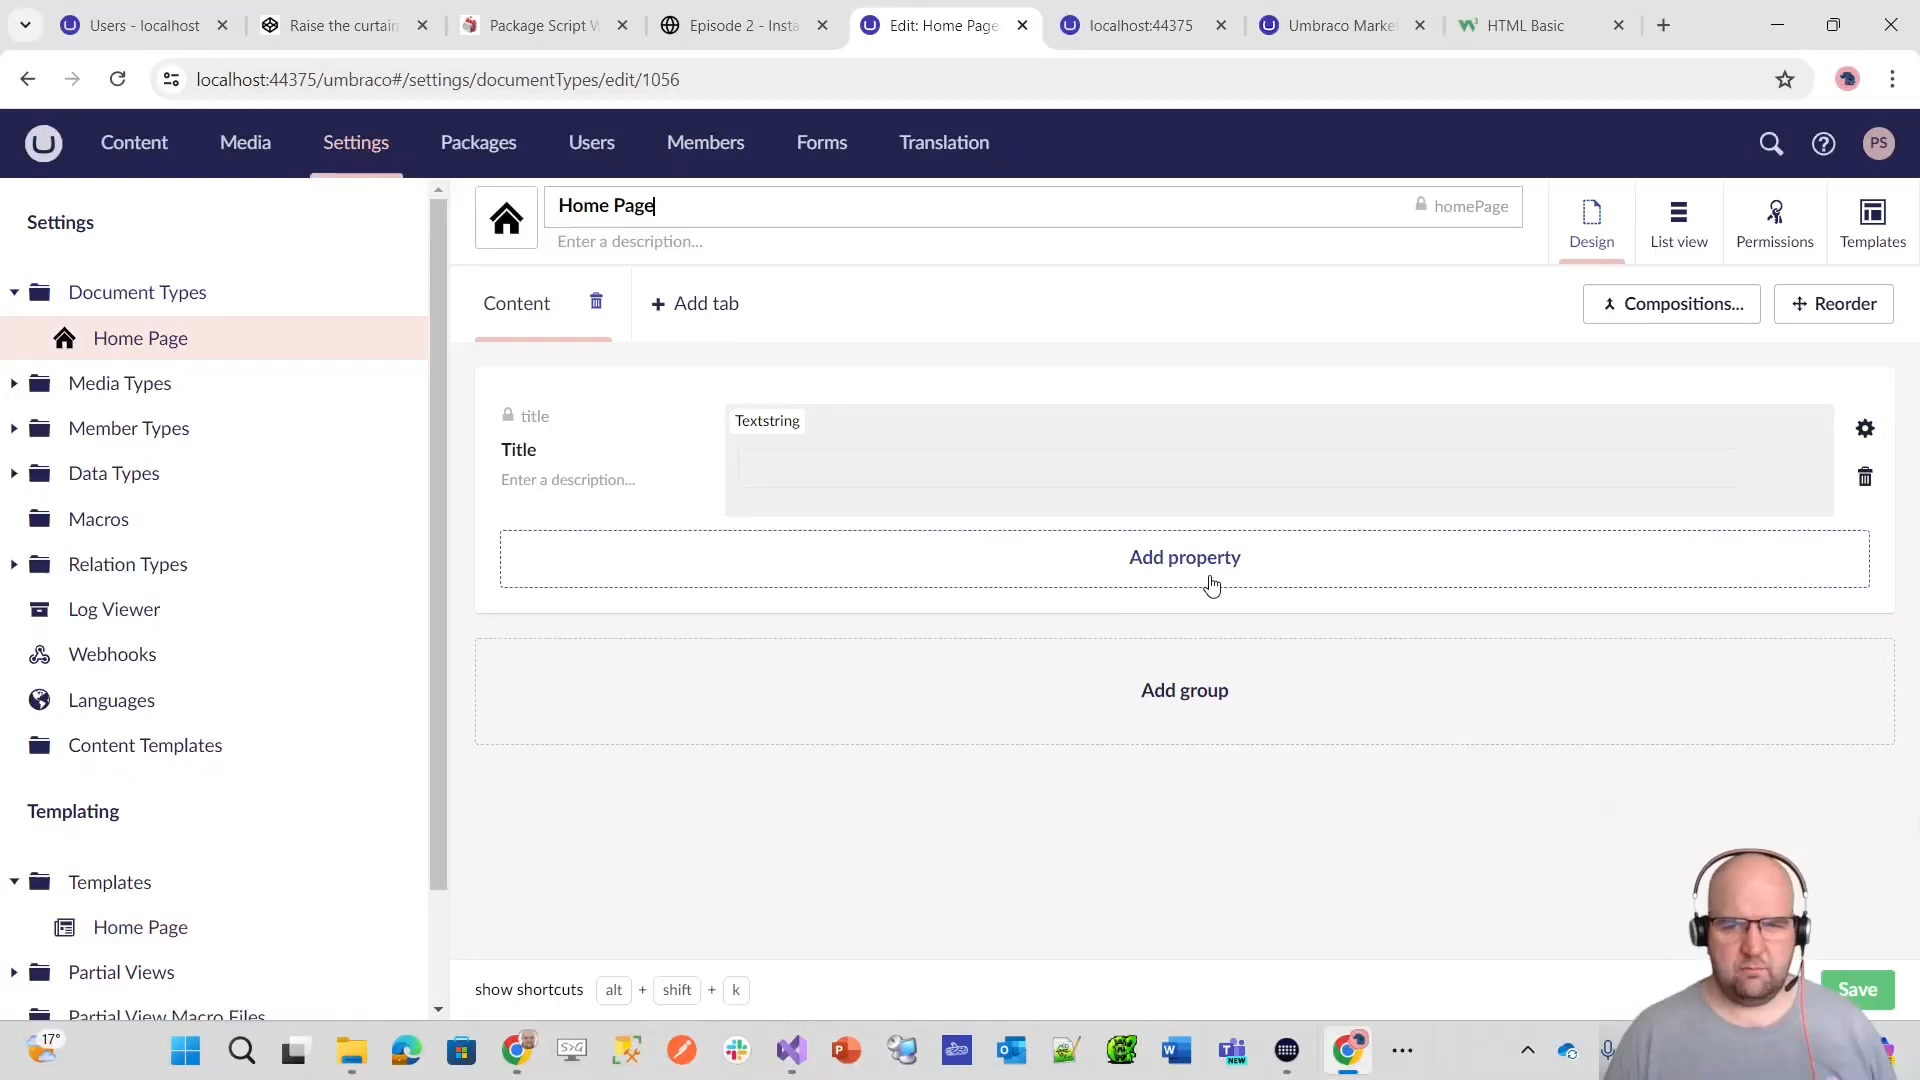 Users - localhost
Raise the curtain
Package Script W
Episode 2 - Insta
Edit: Home Page
localhost:44375
Umbraco Market
HTML Basic
localhost:44375/umbraco#/settings/documentTypes/edit/1056
Content
Media
Settings
Packages
Users
Members
Forms
Translation
PS
Settings
Document Types
Home Page
Media Types
Member Types
Data Types
Macros
Relation Types
Log Viewer
Webhooks
Languages
Content Templates
Templating
Templates
Home Page
Partial Views
Partial View Macro Files
Home Page
homePage
Enter a description...
Design
List view
Permissions
Templates
Content
+ Add tab
Compositions...
Reorder
title
Title
Enter a description...
Textstring
Add property
Add group
show shortcuts alt + shift + k
Save
17°
NEW